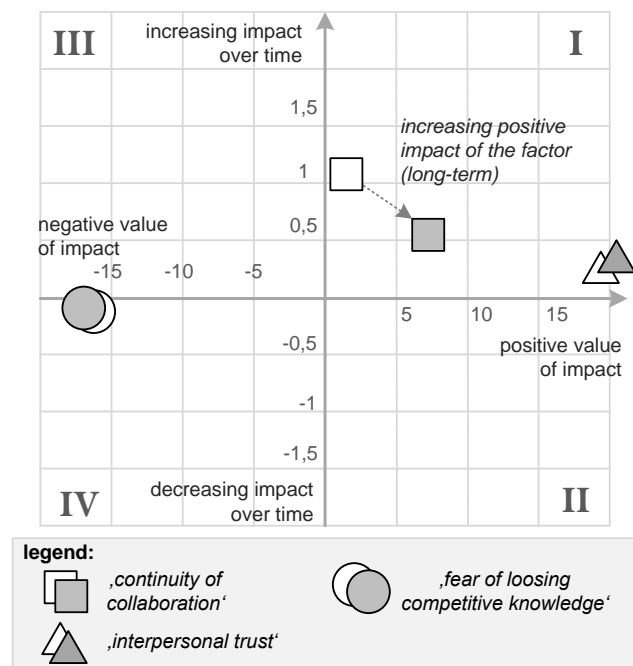 III
increasing impact
over time
I
1,5
increasing positive
impact of the factor
(long-term)
1
negative value
of impact
0,5
-15
-10
-5
5
10
15
-0,5
positive value
of impact
-1
-1,5
IV
decreasing impact
over time
II
legend:
‚continuity of
collaboration‘
‚fear of loosing
competitive knowledge‘
‚interpersonal trust‘